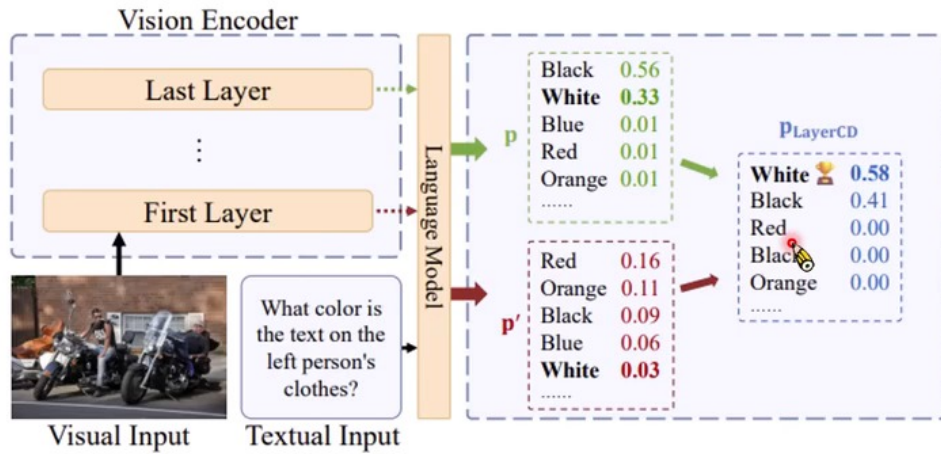 Vision Encoder
Last Layer
⋮
First Layer
Visual Input
What color is
the text on the
left person's
clothes?
Textual Input
Language Model
p
Black 0.56
White 0.33
Blue 0.01
Red 0.01
Orange 0.01
......
p′
Red 0.16
Orange 0.11
Black 0.09
Blue 0.06
White 0.03
......
pLayerCD
White 🏆 0.58
Black 0.41
Red 0.00
Black 0.00
Orange 0.00
......